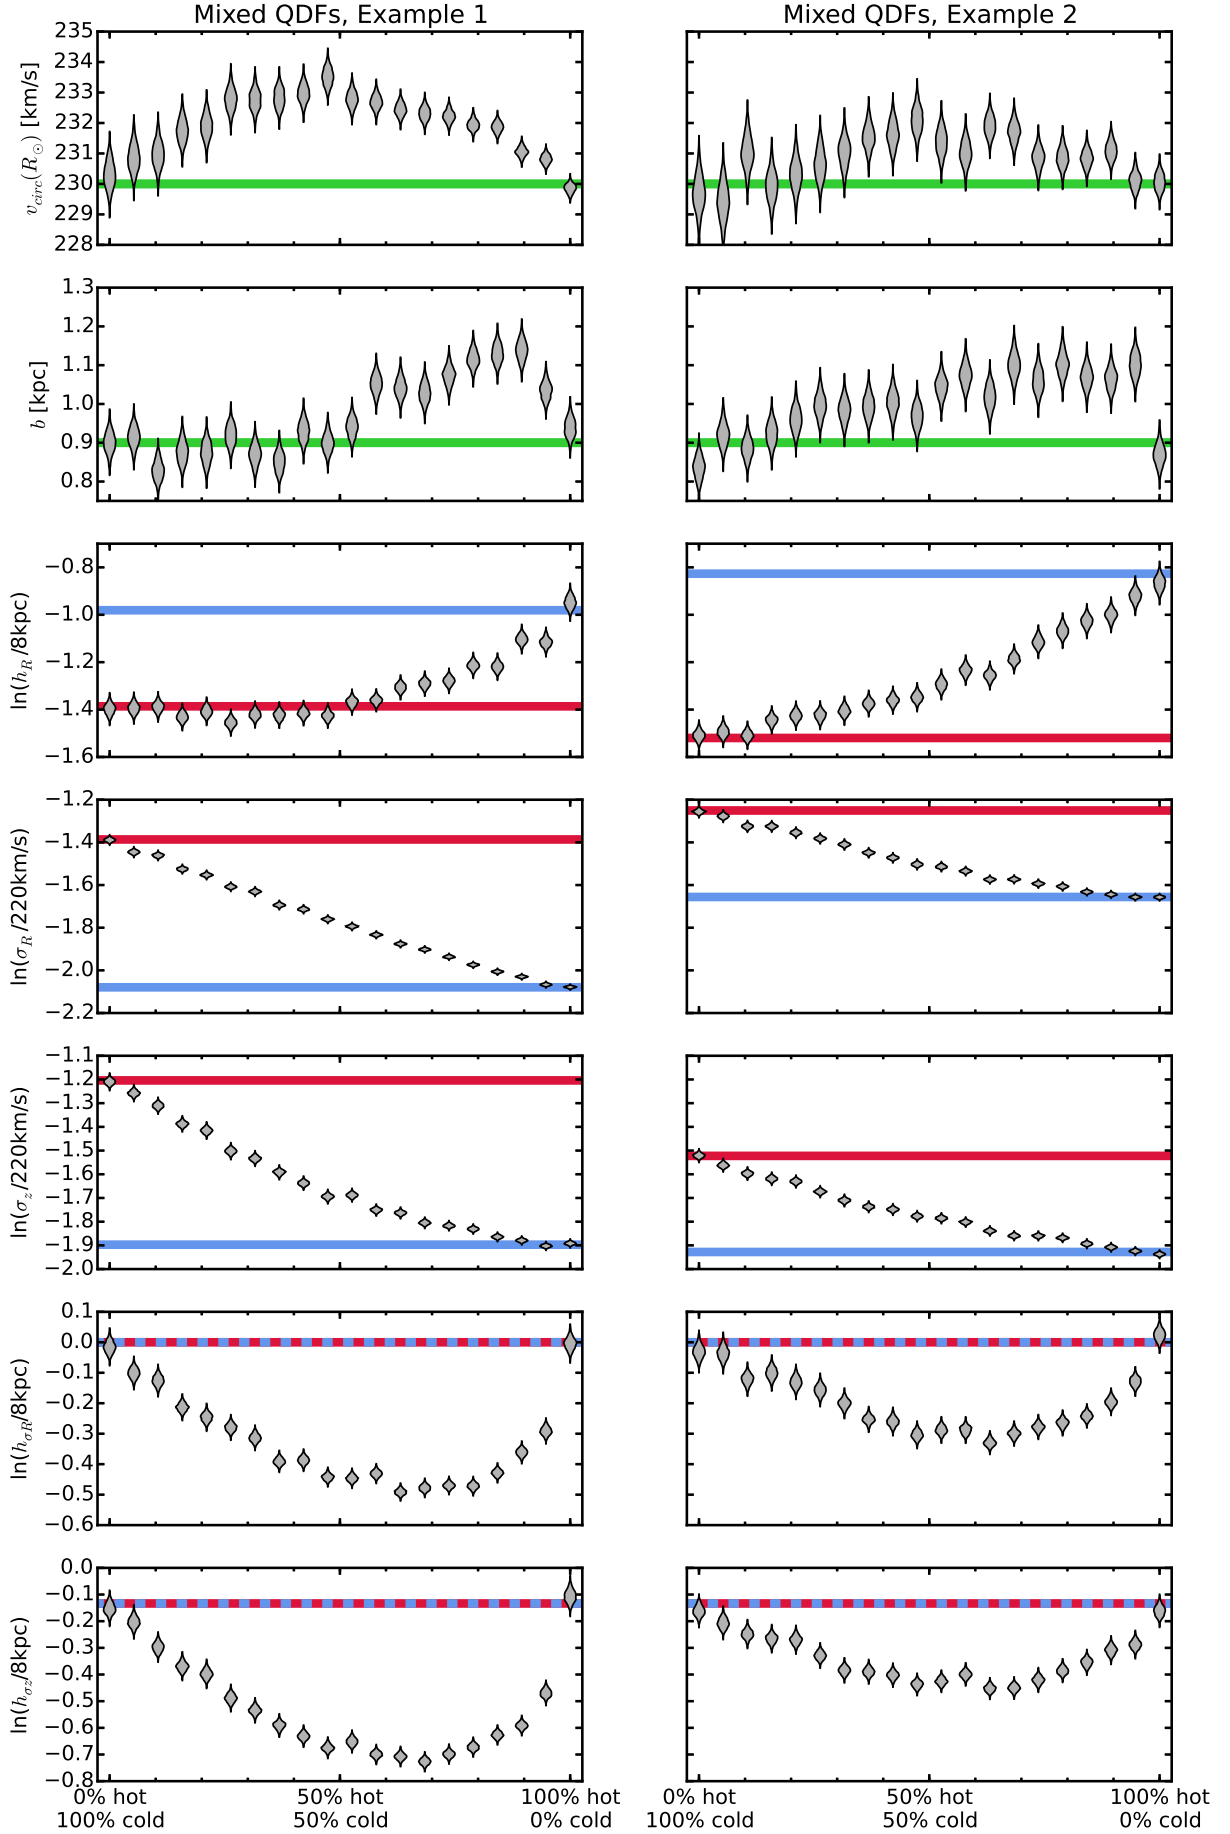 Mixed QDFs, Example 1
Mixed QDFs, Example 2
v_circ(R_☉) [km/s]
235
234
233
232
231
230
229
228
b [kpc]
1.3
1.2
1.1
1.0
0.9
0.8
ln(h_R/8kpc)
−0.8
−1.0
−1.2
−1.4
−1.6
ln(σ_R/220km/s)
−1.2
−1.4
−1.6
−1.8
−2.0
−2.2
ln(σ_z/220km/s)
−1.1
−1.2
−1.3
−1.4
−1.5
−1.6
−1.7
−1.8
−1.9
−2.0
ln(h_σR/8kpc)
0.1
0.0
−0.1
−0.2
−0.3
−0.4
−0.5
−0.6
ln(h_σz/8kpc)
0.0
−0.1
−0.2
−0.3
−0.4
−0.5
−0.6
−0.7
−0.8
0% hot
100% cold
50% hot
50% cold
100% hot
0% cold
0% hot
100% cold
50% hot
50% cold
100% hot
0% cold